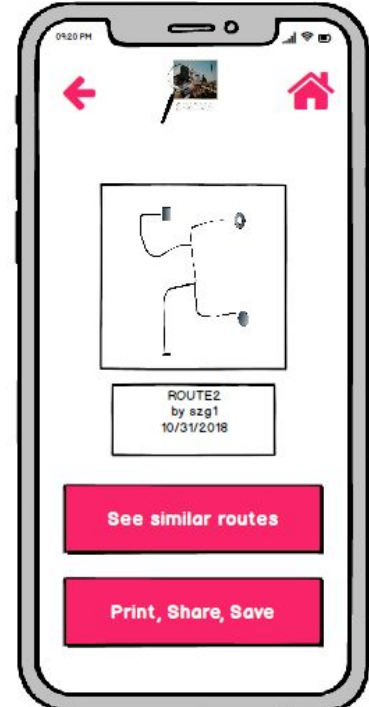 09:20 PM
ROUTE2
by szg1
10/31/2018
See similar routes
Print, Share, Save